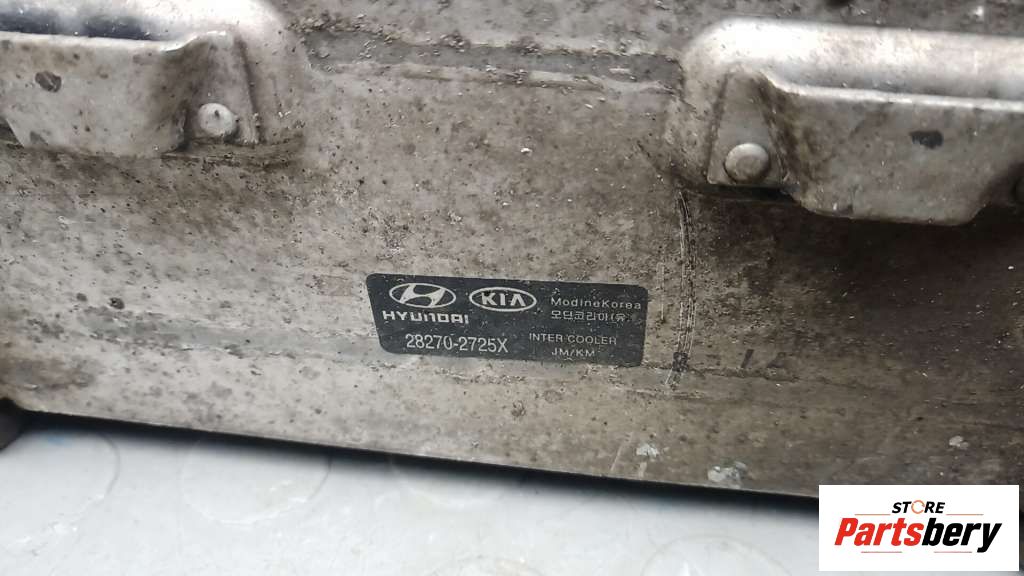 KIA
ModineKorea
HYUNDAI
모딘코리아(유)
28270-2725X
INTER COOLER
JM/KM
STORE
Partsbery